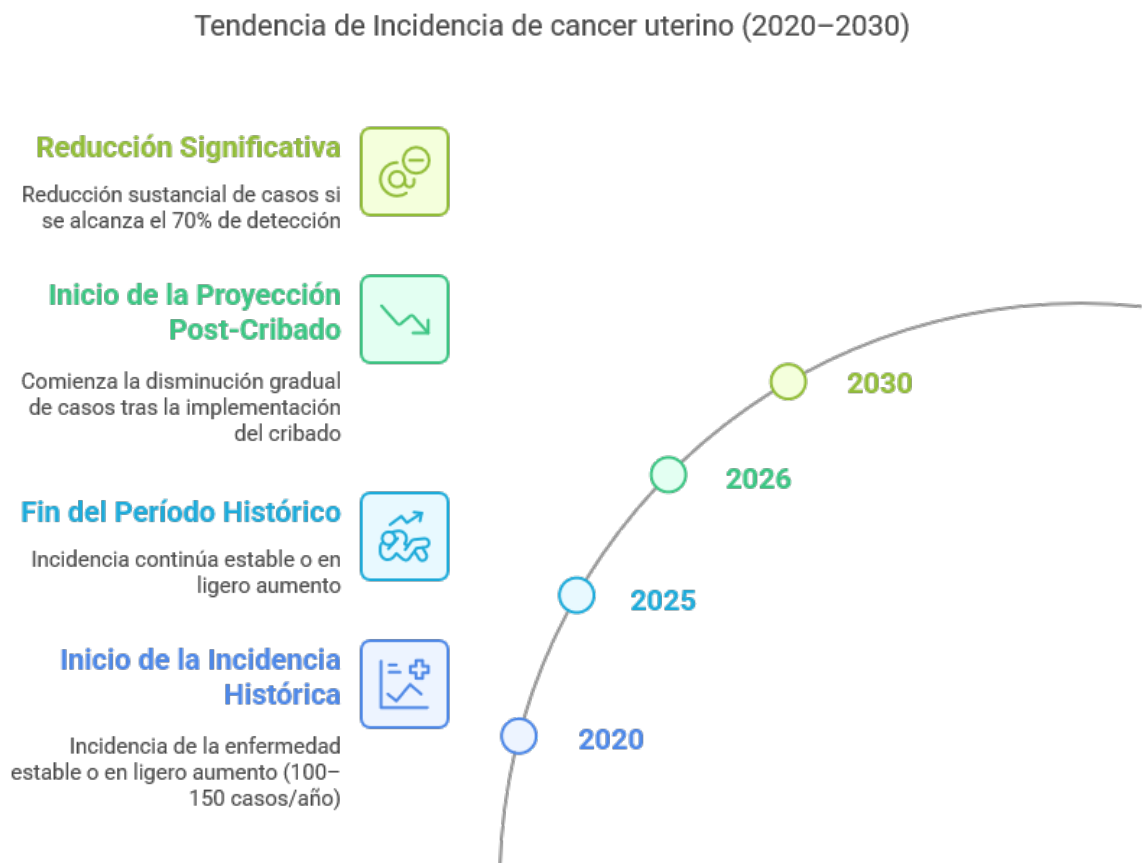 Tendencia de Incidencia de cancer uterino (2020–2030)
Reducción Significativa
Reducción sustancial de casos si
se alcanza el 70% de detección
Inicio de la Proyección
Post-Cribado
Comienza la disminución gradual
de casos tras la implementación
del cribado
2030
2026
Fin del Período Histórico
Incidencia continúa estable o en
ligero aumento
2025
Inicio de la Incidencia
Histórica
Incidencia de la enfermedad
estable o en ligero aumento (100–
150 casos/año)
2020